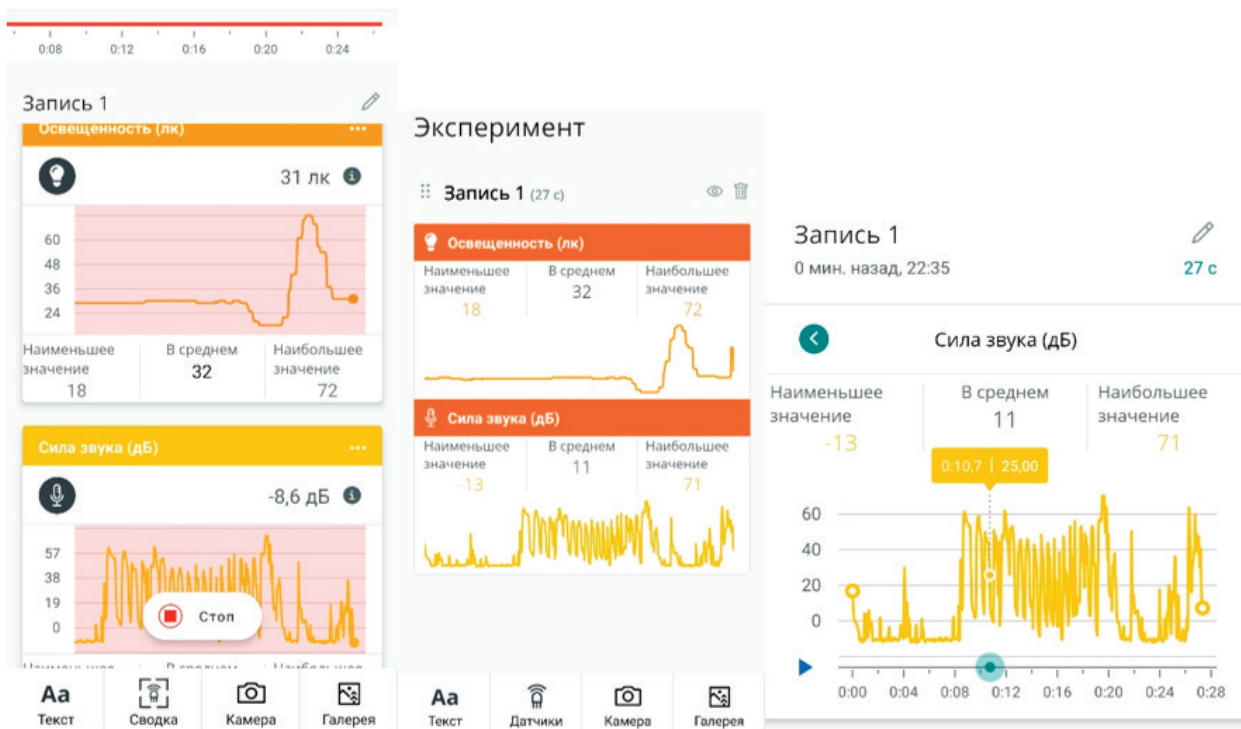 0:08 0:12 0:16 0:20 0:24
Запись 1
Освещенность (лк)
31 лк
60
48
36
24
Наименьшее значение
18
В среднем
32
Наибольшее значение
72
Сила звука (дБ)
-8,6 дБ
57
38
19
0
Стоп
Aa
Текст
Сводка
Камера
Галерея
Эксперимент
Запись 1 (27 с)
Освещенность (лк)
Наименьшее
значение
18
В среднем
32
Наибольшее
значение
72
Сила звука (дБ)
Наименьшее
значение
-13
В среднем
11
Наибольшее
значение
71
Aa
Текст
Датчики
Камера
Галерея
Запись 1
0 мин. назад, 22:35
27 с
Сила звука (дБ)
Наименьшее
значение
-13
В среднем
11
Наибольшее
значение
71
0:10,7 | 25,00
60
40
20
0
0:00 0:04 0:08 0:12 0:16 0:20 0:24 0:28